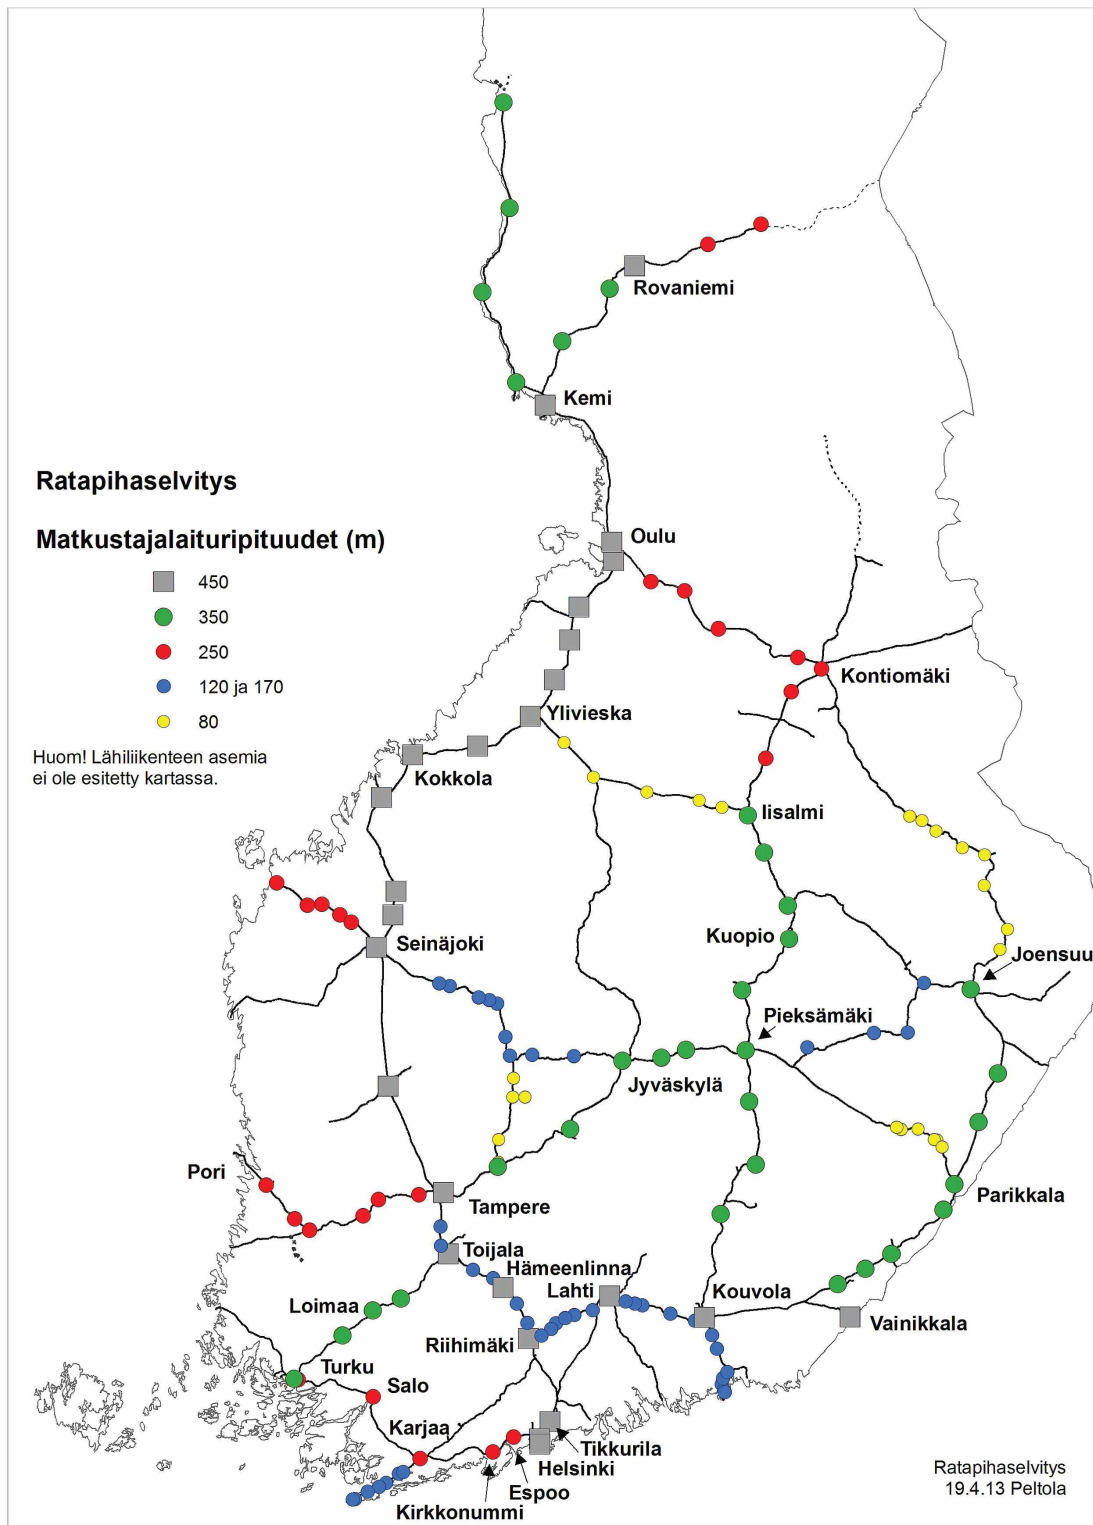 Rovaniemi
Kemi
Ratapihaselvitys
Matkustajalaituripituudet (m)
450
350
250
120 ja 170
80
Huom! Lähiliikenteen asemia
ei ole esitetty kartassa.
Oulu
Kontiomäki
Ylivieska
Kokkola
Iisalmi
Seinäjoki
Kuopio
Joensuu
Pieksämäki
Jyväskylä
Pori
Tampere
Parikkala
Toijala
Hämeenlinna
Lahti
Loimaa
Kouvola
Vainikkala
Riihimäki
Turku
Salo
Karjaa
Tikkurila
Helsinki
Espoo
Kirkkonummi
Ratapihaselvitys
19.4.13 Peltola